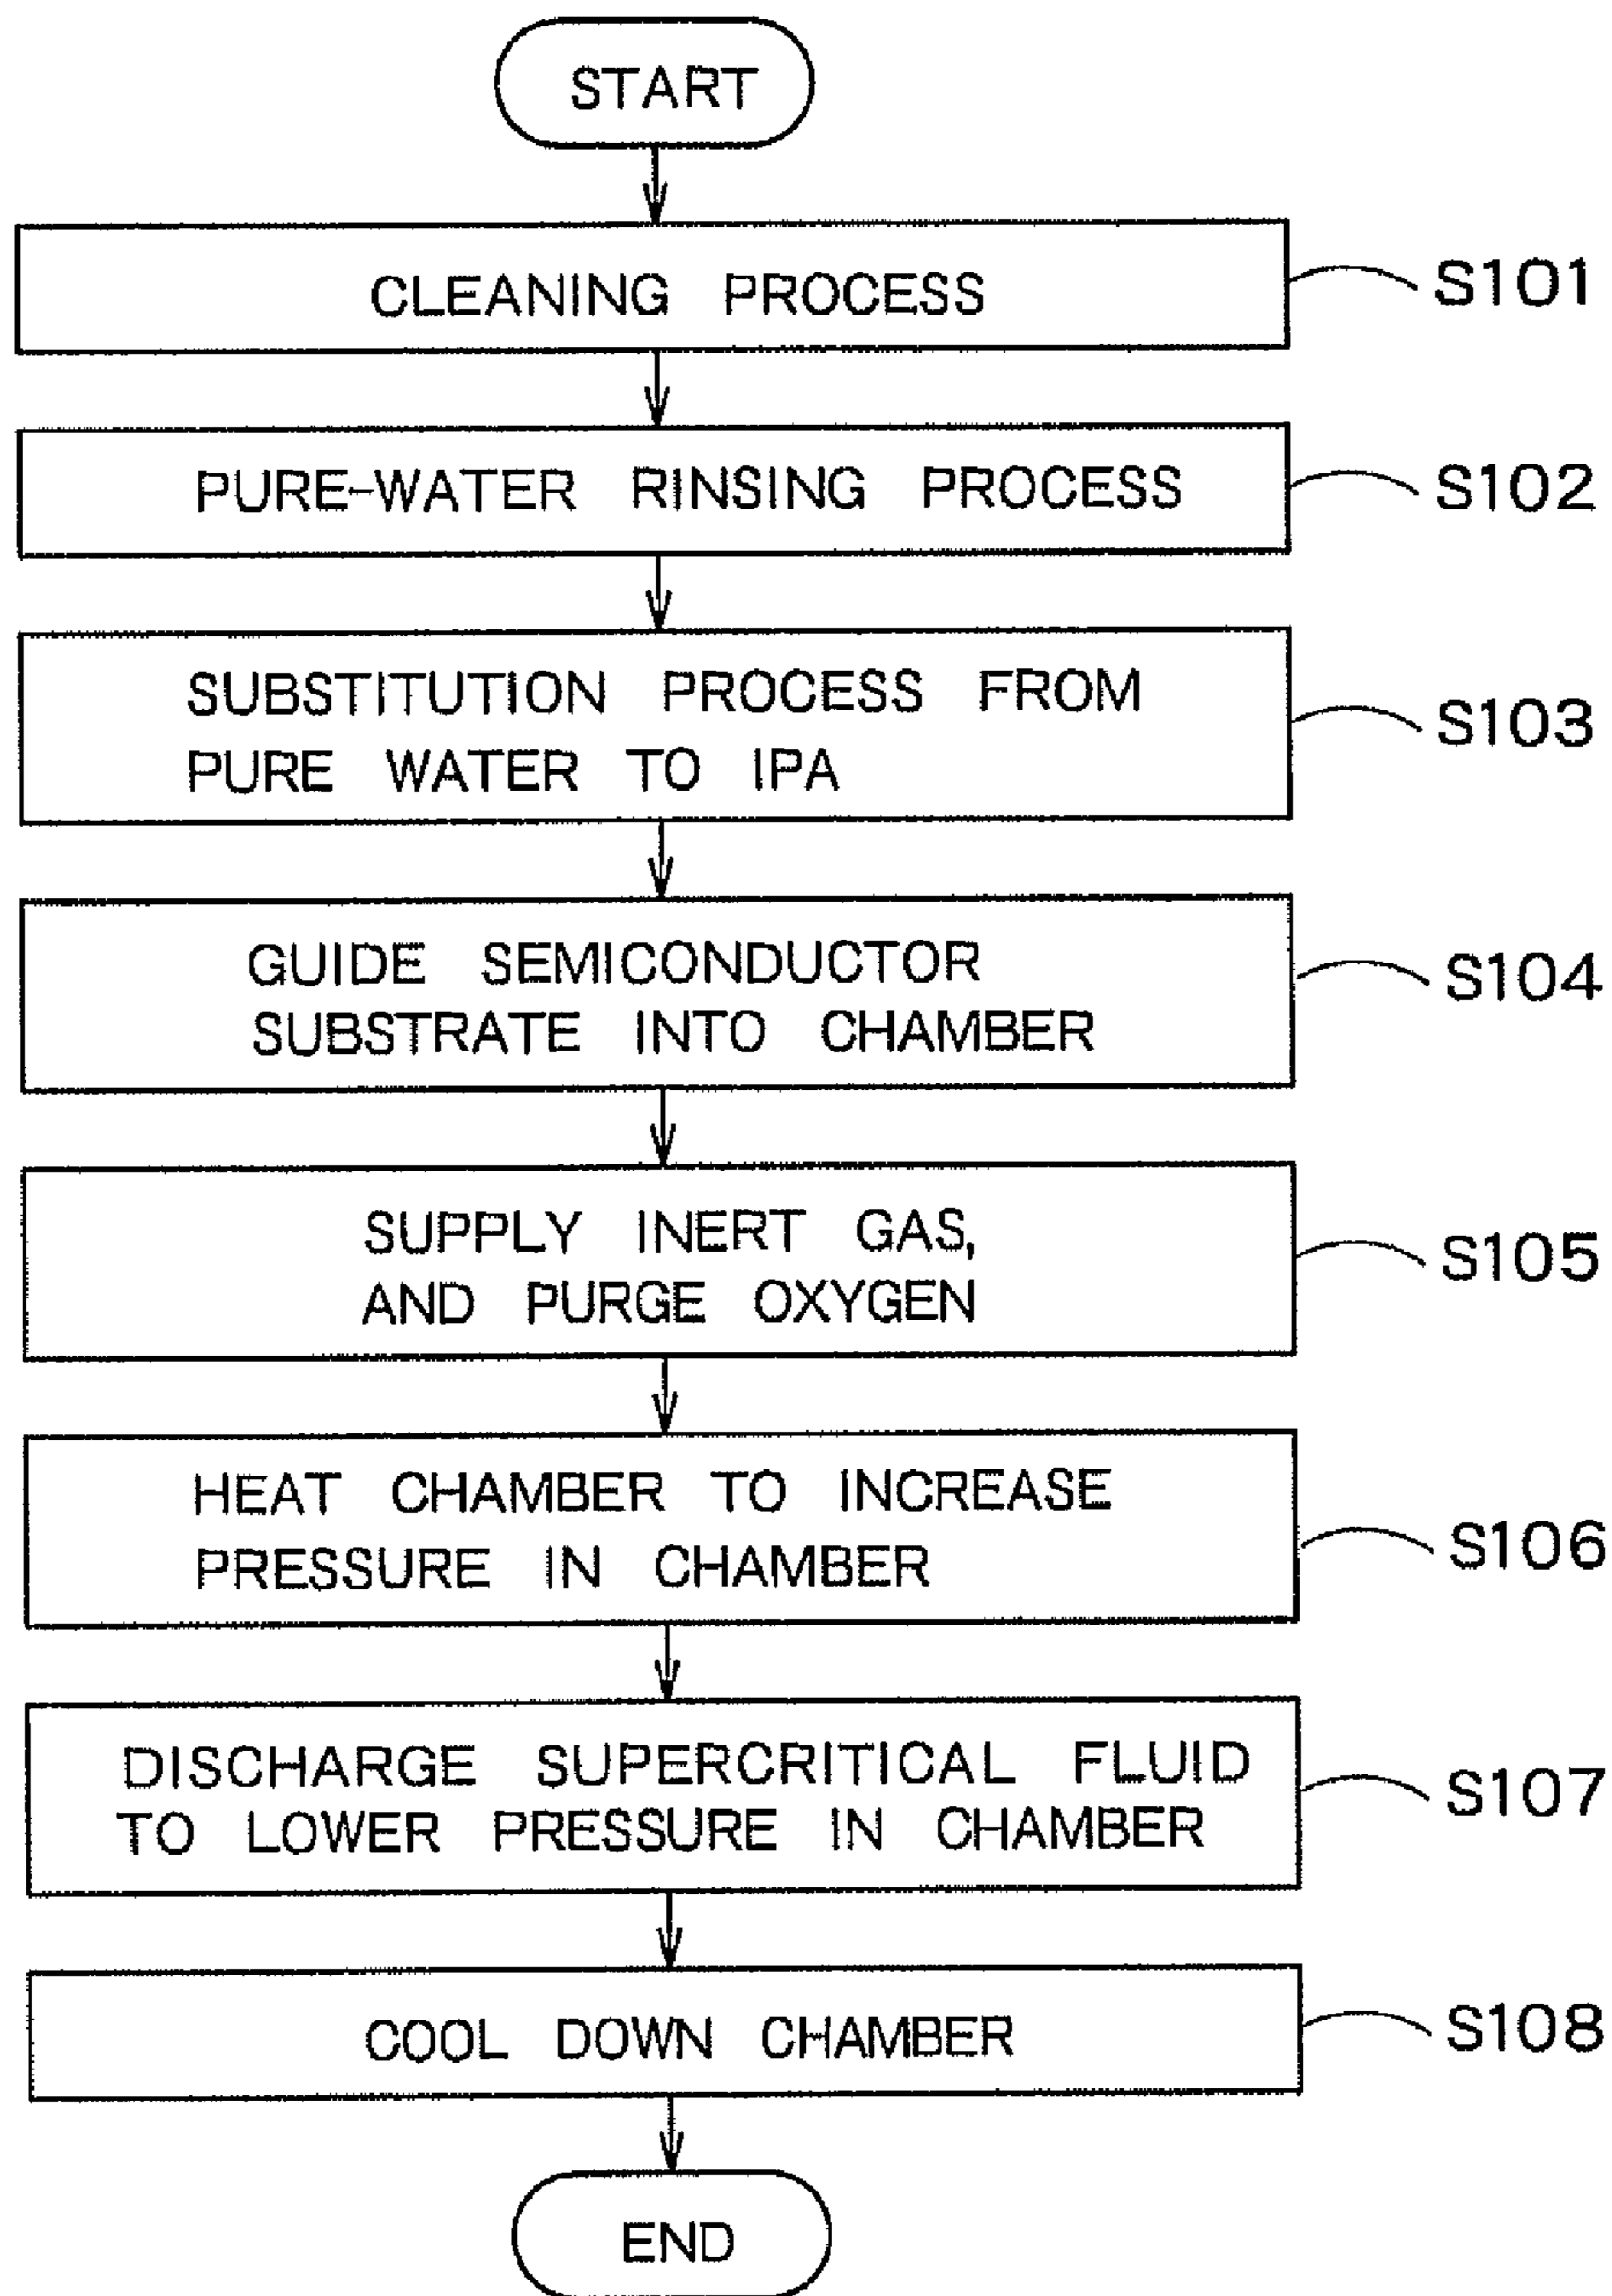 START
CLEANING PROCESS
S101
PURE-WATER RINSING PROCESS
S102
SUBSTITUTION PROCESS FROM
PURE WATER TO IPA
S103
GUIDE SEMICONDUCTOR
SUBSTRATE INTO CHAMBER
S104
SUPPLY INERT GAS,
AND PURGE OXYGEN
S105
HEAT CHAMBER TO INCREASE
PRESSURE IN CHAMBER
S106
DISCHARGE SUPERCRITICAL FLUID
TO LOWER PRESSURE IN CHAMBER
S107
COOL DOWN CHAMBER
S108
END